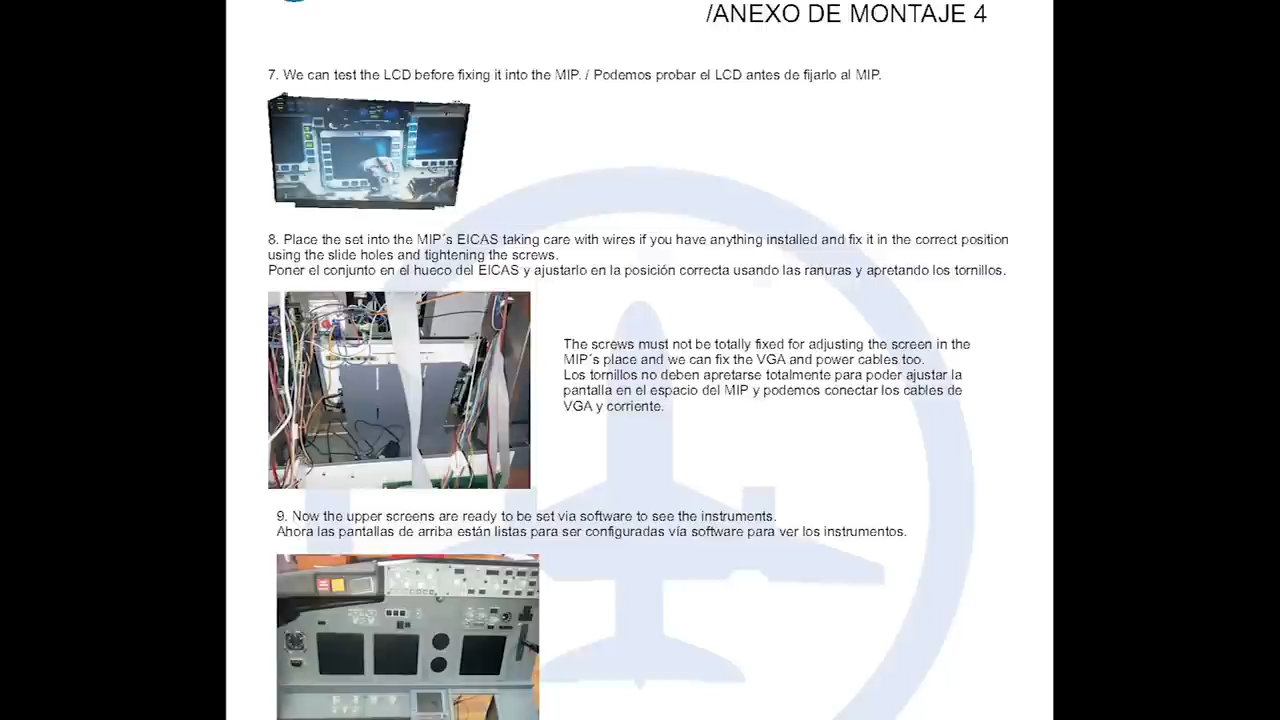 /ANEXO DE MONTAJE 4
7. We can test the LCD before fixing it into the MIP. / Podemos probar el LCD antes de fijarlo al MIP.
8. Place the set into the MIP´s EICAS taking care with wires if you have anything installed and fix it in the correct position
using the slide holes and tightening the screws.
Poner el conjunto en el hueco del EICAS y ajustarlo en la posición correcta usando las ranuras y apretando los tornillos.
The screws must not be totally fixed for adjusting the screen in the
MIP´s place and we can fix the VGA and power cables too.
Los tornillos no deben apretarse totalmente para poder ajustar la
pantalla en el espacio del MIP y podemos conectar los cables de
VGA y corriente.
9. Now the upper screens are ready to be set via software to see the instruments.
Ahora las pantallas de arriba están listas para ser configuradas vía software para ver los instrumentos.